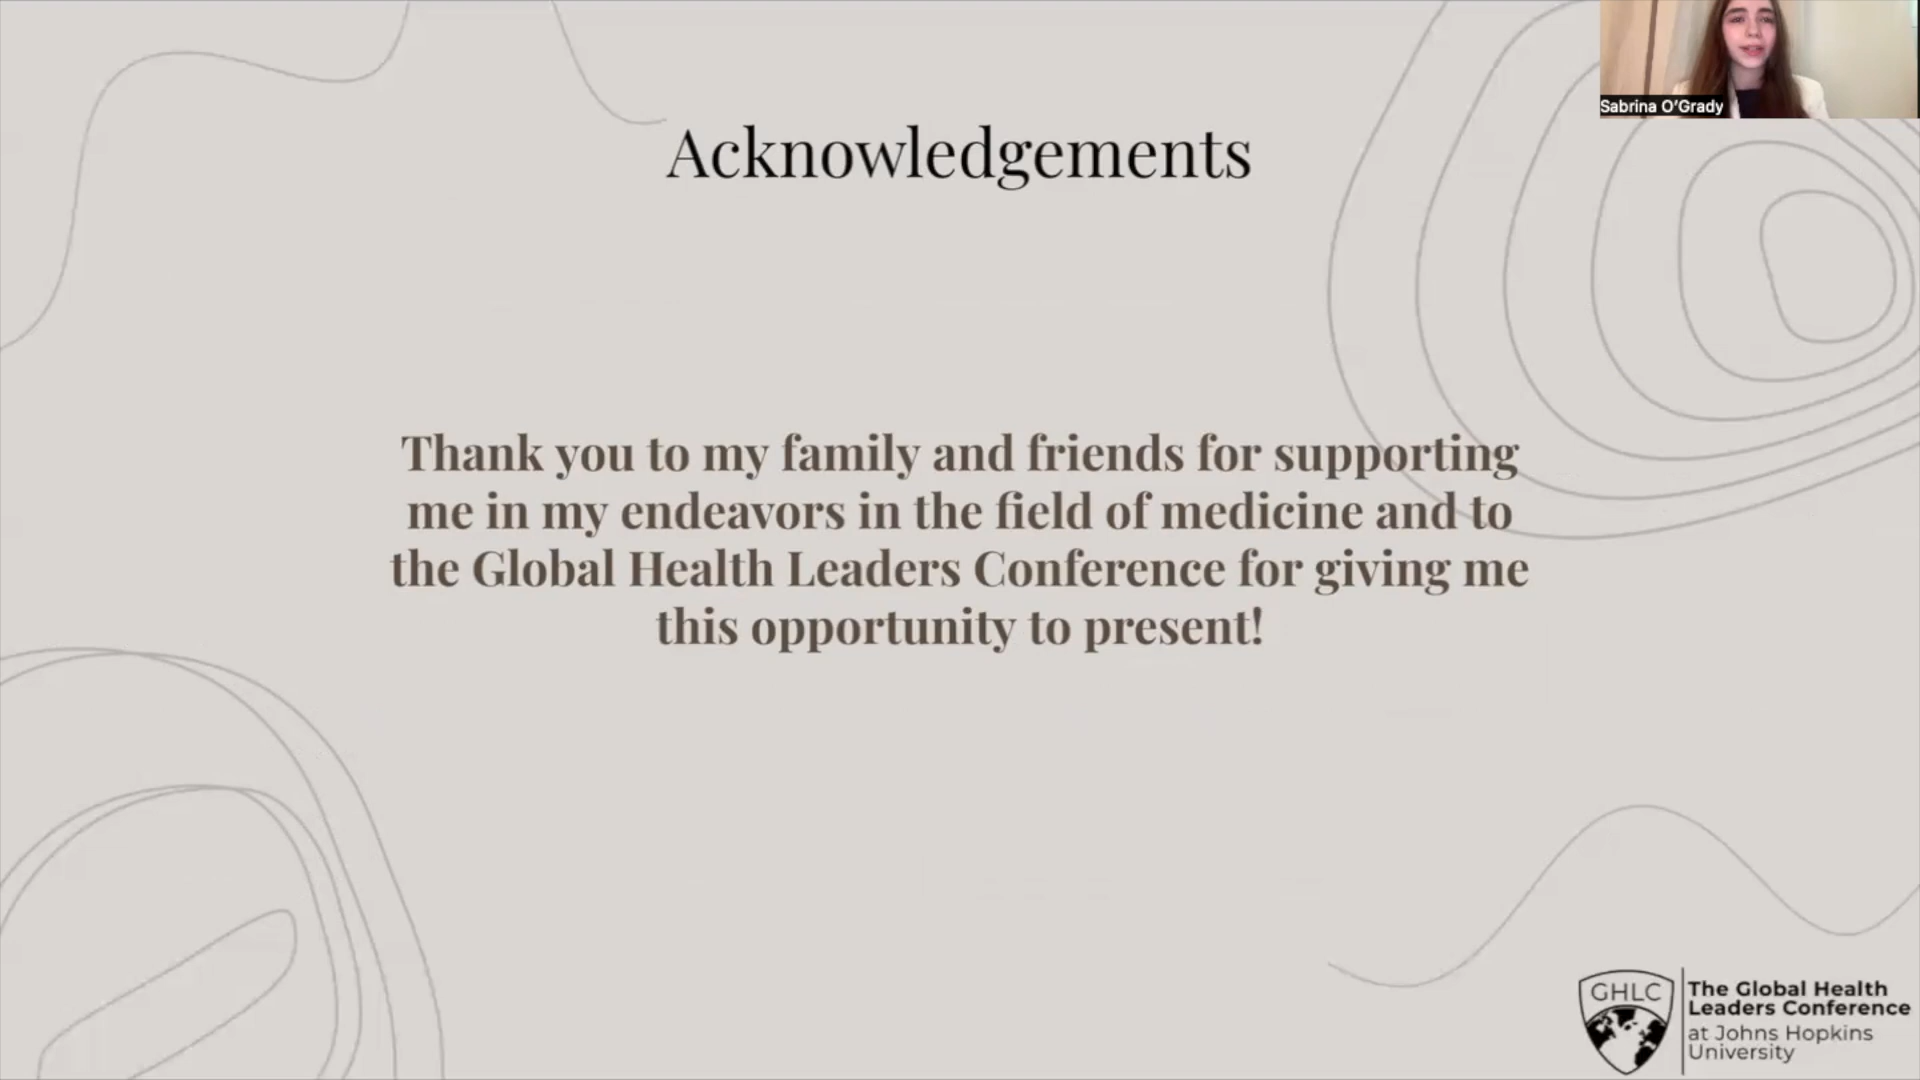 Sabrina O'Grady
Acknowledgements
Thank you to my family and friends for supporting
me in my endeavors in the field of medicine and to
the Global Health Leaders Conference for giving me
this opportunity to present!
GHLC
The Global Health
Leaders Conference
at Johns Hopkins
University